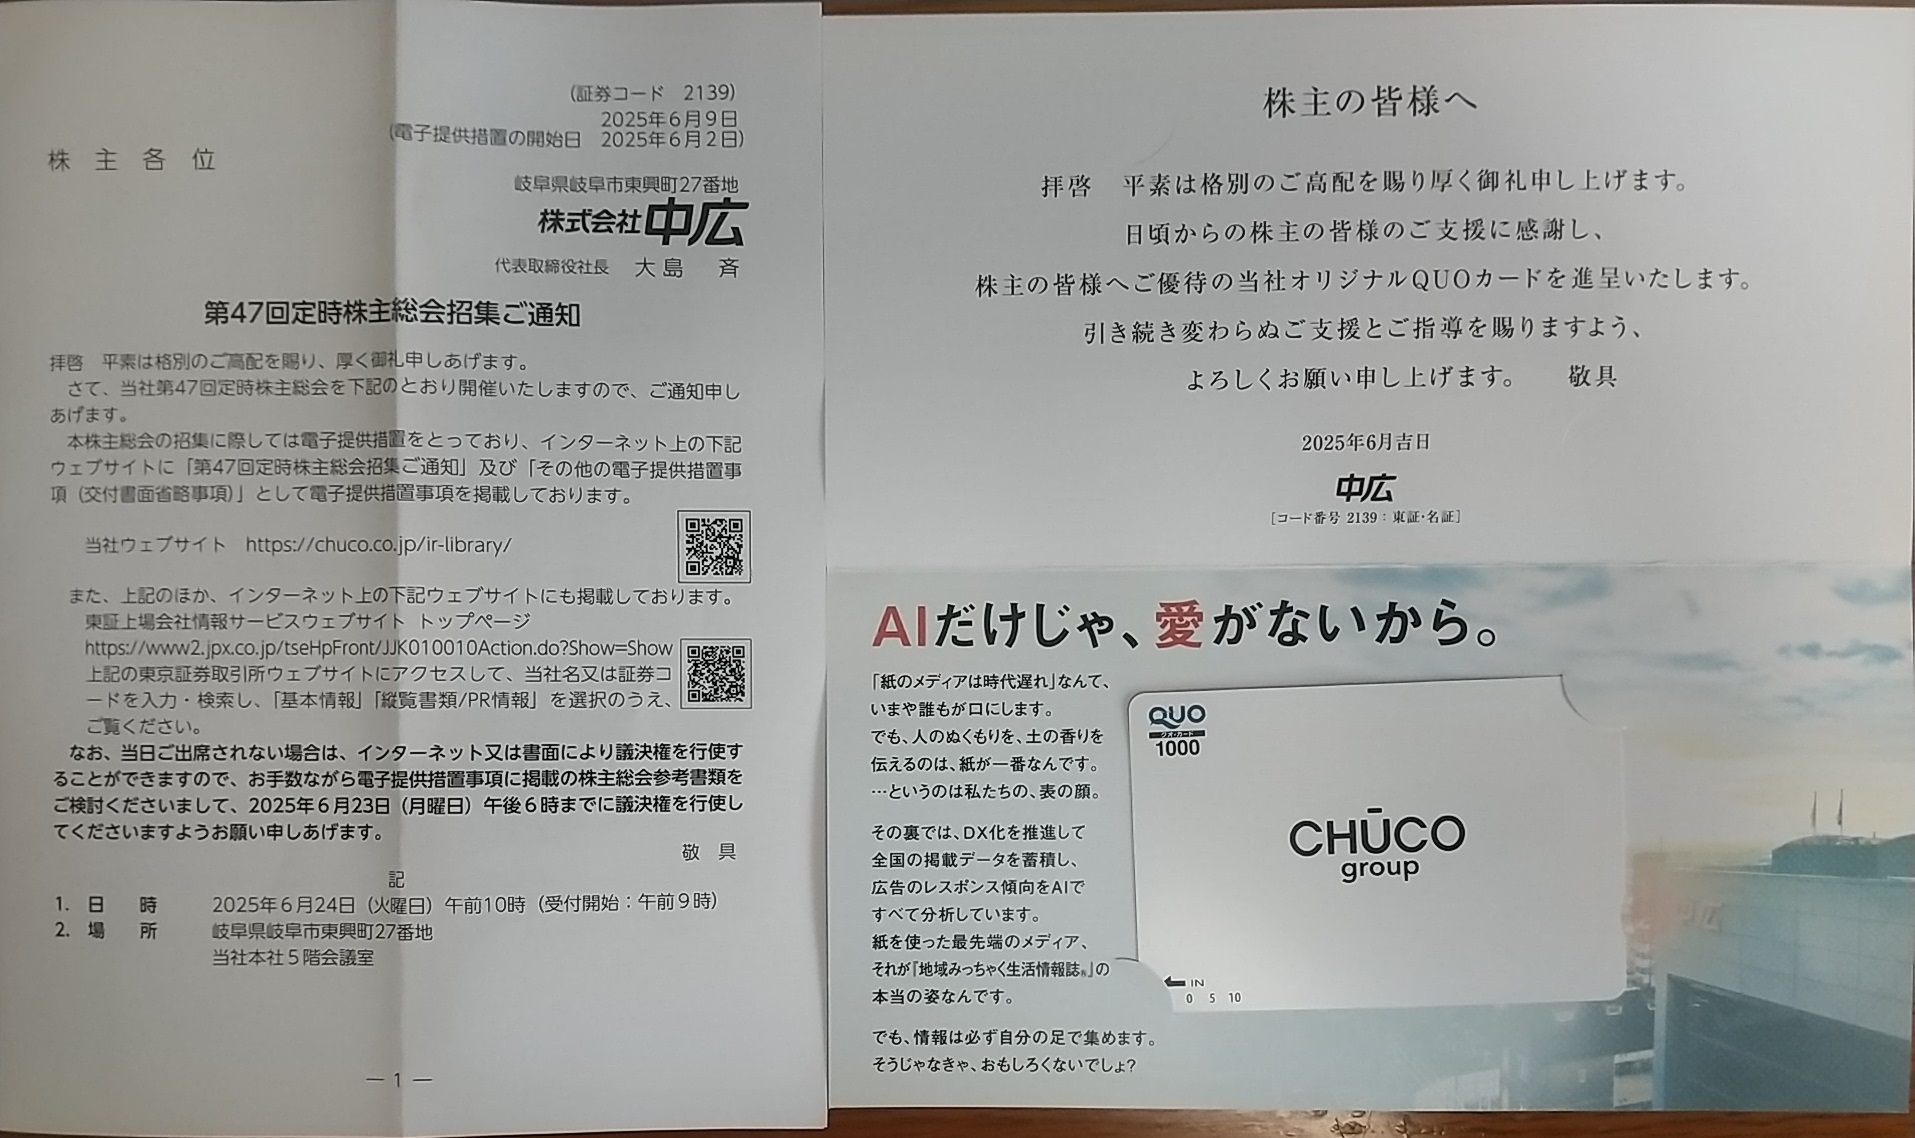 (証券コード 2139)
2025年6月9日
(電子提供措置の開始日 2025年6月2日)
株主各位
岐阜県岐阜市東興町27番地
株式会社中広
代表取締役社長 大島 斉
第47回定時株主総会招集ご通知
拝啓 平素は格別のご高配を賜り、厚く御礼申しあげます。
さて、当社第47回定時株主総会を下記のとおり開催いたしますので、ご通知申し
あげます。
本株主総会の招集に際しては電子提供措置をとっており、インターネット上の下記
ウェブサイトに「第47回定時株主総会招集ご通知」及び「その他の電子提供措置事
項（交付書面省略事項）」として電子提供措置事項を掲載しております。
当社ウェブサイト https://chuco.co.jp/ir-library/
また、上記のほか、インターネット上の下記ウェブサイトにも掲載しております。
東証上場会社情報サービスウェブサイト トップページ
https://www2.jpx.co.jp/tseHpFront/JJK010010Action.do?Show=Show
上記の東京証券取引所ウェブサイトにアクセスして、当社名又は証券コ
ードを入力・検索し、「基本情報」「縦覧書類/PR情報」を選択のうえ、
ご覧ください。
なお、当日ご出席されない場合は、インターネット又は書面により議決権を行使す
ることができますので、お手数ながら電子提供措置事項に掲載の株主総会参考書類を
ご検討くださいまして、2025年6月23日（月曜日）午後6時までに議決権を行使し
てくださいますようお願い申しあげます。
敬具
記
1. 日時 2025年6月24日（火曜日）午前10時（受付開始：午前9時）
2. 場所 岐阜県岐阜市東興町27番地
当社本社5階会議室
— 1 —
株主の皆様へ
拝啓 平素は格別のご高配を賜り厚く御礼申し上げます。
日頃からの株主の皆様のご支援に感謝し、
株主の皆様へご優待の当社オリジナルQUOカードを進呈いたします。
引き続き変わらぬご支援とご指導を賜りますよう、
よろしくお願い申し上げます。 敬具
2025年6月吉日
中広
［コード番号 2139：東証・名証］
AIだけじゃ、愛がないから。
「紙のメディアは時代遅れ」なんて、
いまや誰もが口にします。
でも、人のぬくもりを、土の香りを
伝えるのは、紙が一番なんです。
…というのは私たちの、表の顔。
その裏では、DX化を推進して
全国の掲載データを蓄積し、
広告のレスポンス傾向をAIで
すべて分析しています。
紙を使った最先端のメディア、
それが『地域みっちゃく生活情報誌®』の
本当の姿なんです。
でも、情報は必ず自分の足で集めます。
そうじゃなきゃ、おもしろくないでしょ?
QUO
クオ・カード
1000
CHŪCO
group
← IN
0 5 10